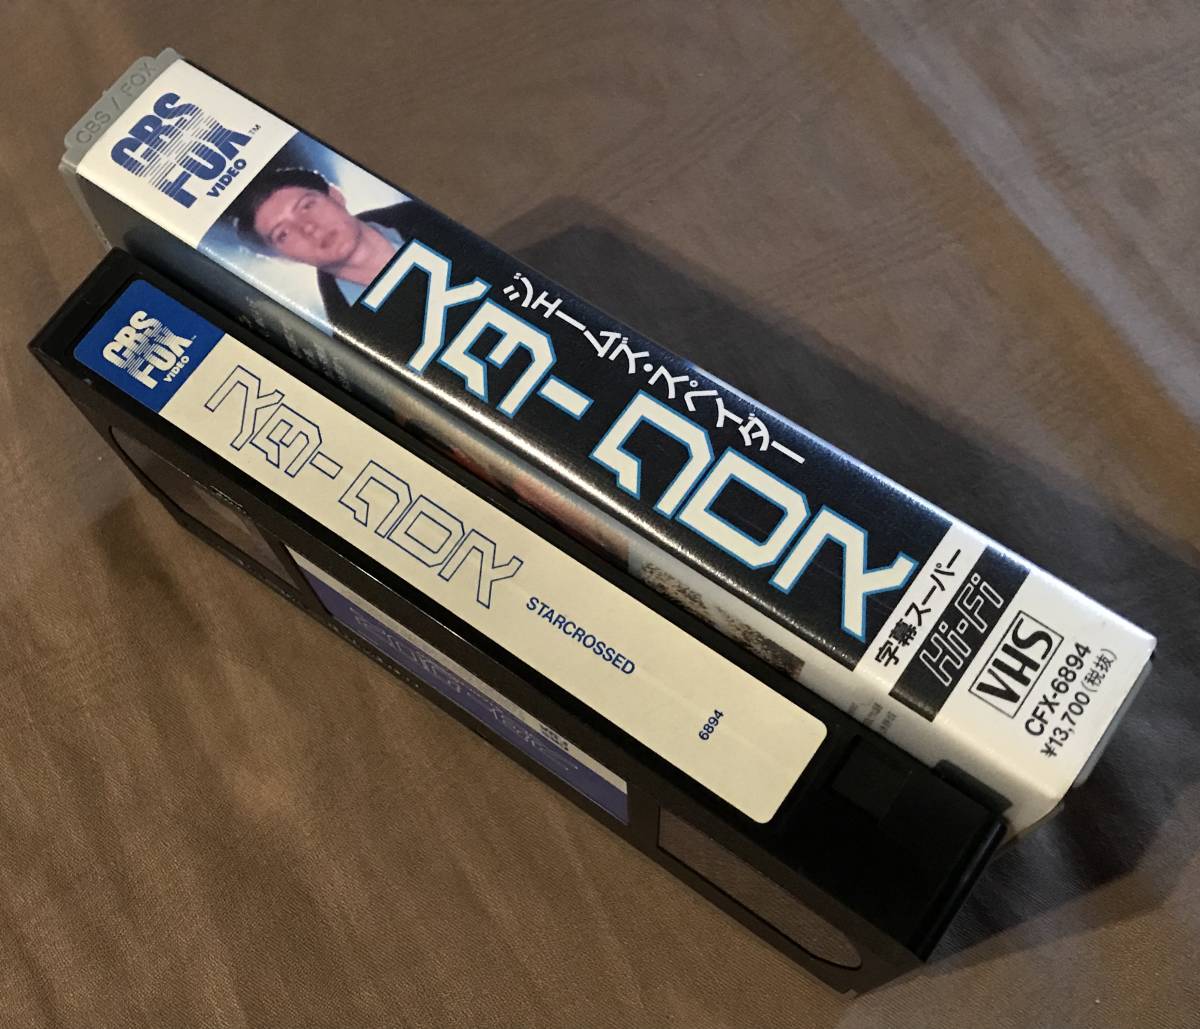 CBS / FOX
CBS
FOX™
VIDEO
ジェームズ・スペイダー
スタークロス
字幕スーパー
Hi-Fi
VHS
CFX-6894
¥13,700(税抜)
CBS
FOX™
VIDEO
スタークロス
STARCROSSED
6894